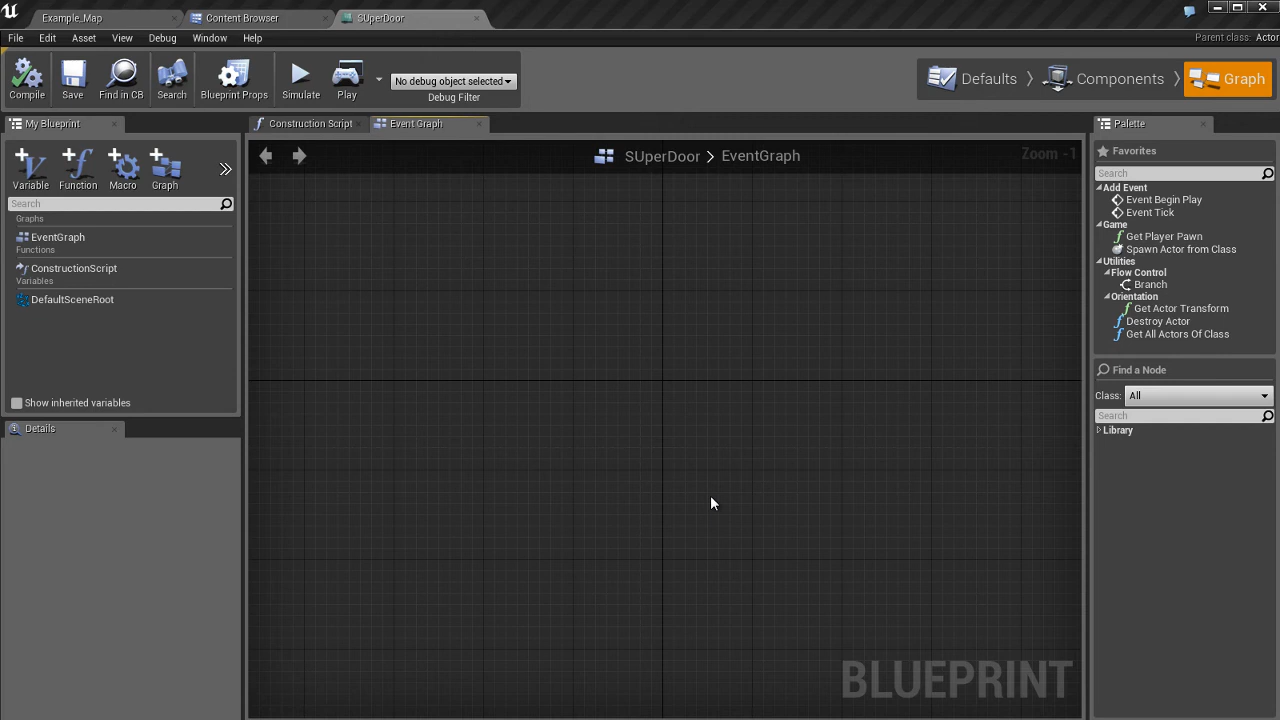 Example_Map
Content Browser
SUperDoor
File Edit Asset View Debug Window Help
Parent class: Actor
Compile
Save
Find in CB
Search
Blueprint Props
Simulate
Play
No debug object selected
Debug Filter
Defaults
Components
Graph
My Blueprint
Variable
Function
Macro
Graph
Search
Graphs
EventGraph
Functions
ConstructionScript
Variables
DefaultSceneRoot
Show inherited variables
Details
Construction Script
Event Graph
SUperDoor > EventGraph
Zoom -1
BLUEPRINT
Palette
Favorites
Search
Add Event
Event Begin Play
Event Tick
Game
Get Player Pawn
Spawn Actor from Class
Utilities
Flow Control
Branch
Orientation
Get Actor Transform
Destroy Actor
Get All Actors Of Class
Find a Node
Class: All
Search
Library